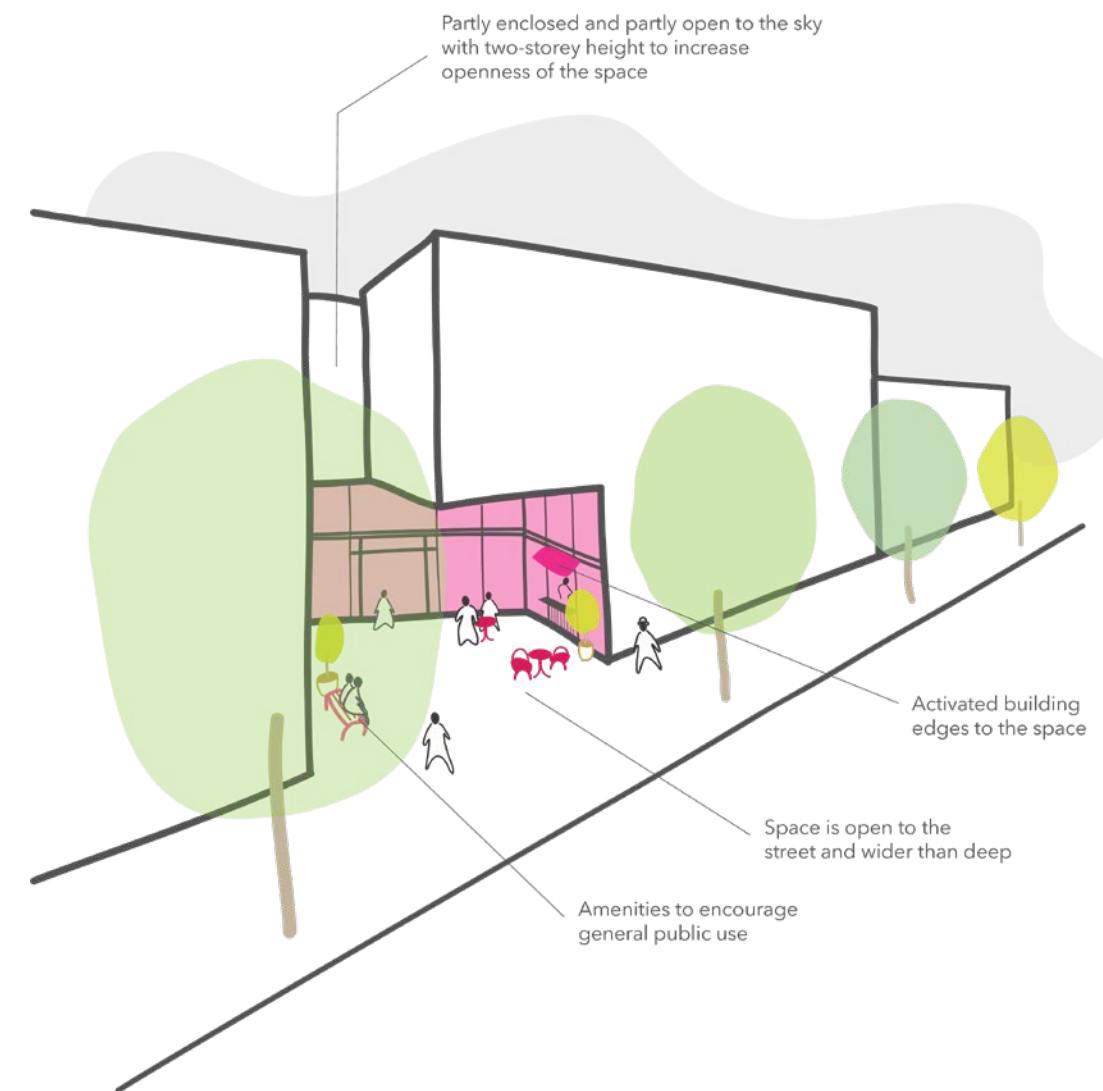 Partly enclosed and partly open to the sky
with two-storey height to increase
openness of the space
Activated building
edges to the space
Space is open to the
street and wider than deep
Amenities to encourage
general public use